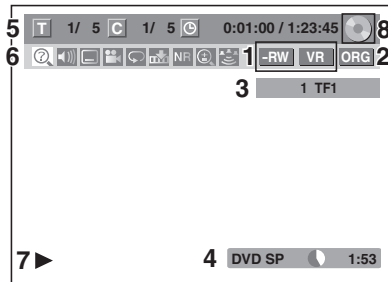 5 T 1/ 5 C 1/ 5 0:01:00 / 1:23:45 8
6 NR 1 -RW VR ORG 2
3 1 TF1
7 4 DVD SP 1:53